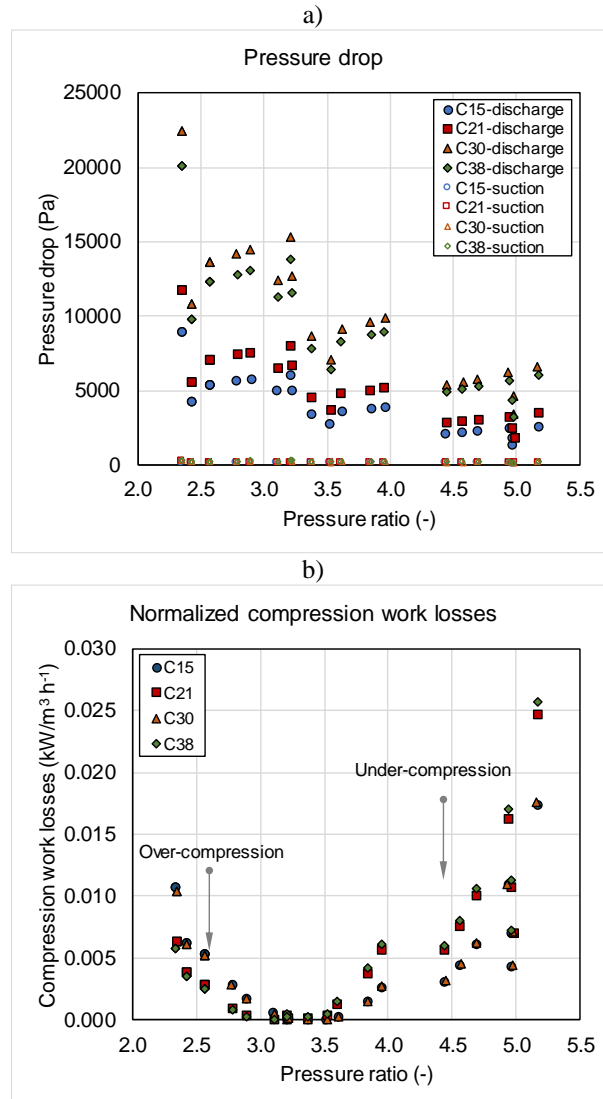 a)
Pressure drop
25000
20000
15000
10000
5000
0
Pressure drop (Pa)
C15-discharge
C21-discharge
C30-discharge
C38-discharge
C15-suction
C21-suction
C30-suction
C38-suction
2.0 2.5 3.0 3.5 4.0 4.5 5.0 5.5
Pressure ratio (-)
b)
Normalized compression work losses
0.030
0.025
0.020
0.015
0.010
0.005
0.000
Compression work losses (kW/m³ h⁻¹)
C15
C21
C30
C38
Under-compression
Over-compression
2.0 2.5 3.0 3.5 4.0 4.5 5.0 5.5
Pressure ratio (-)